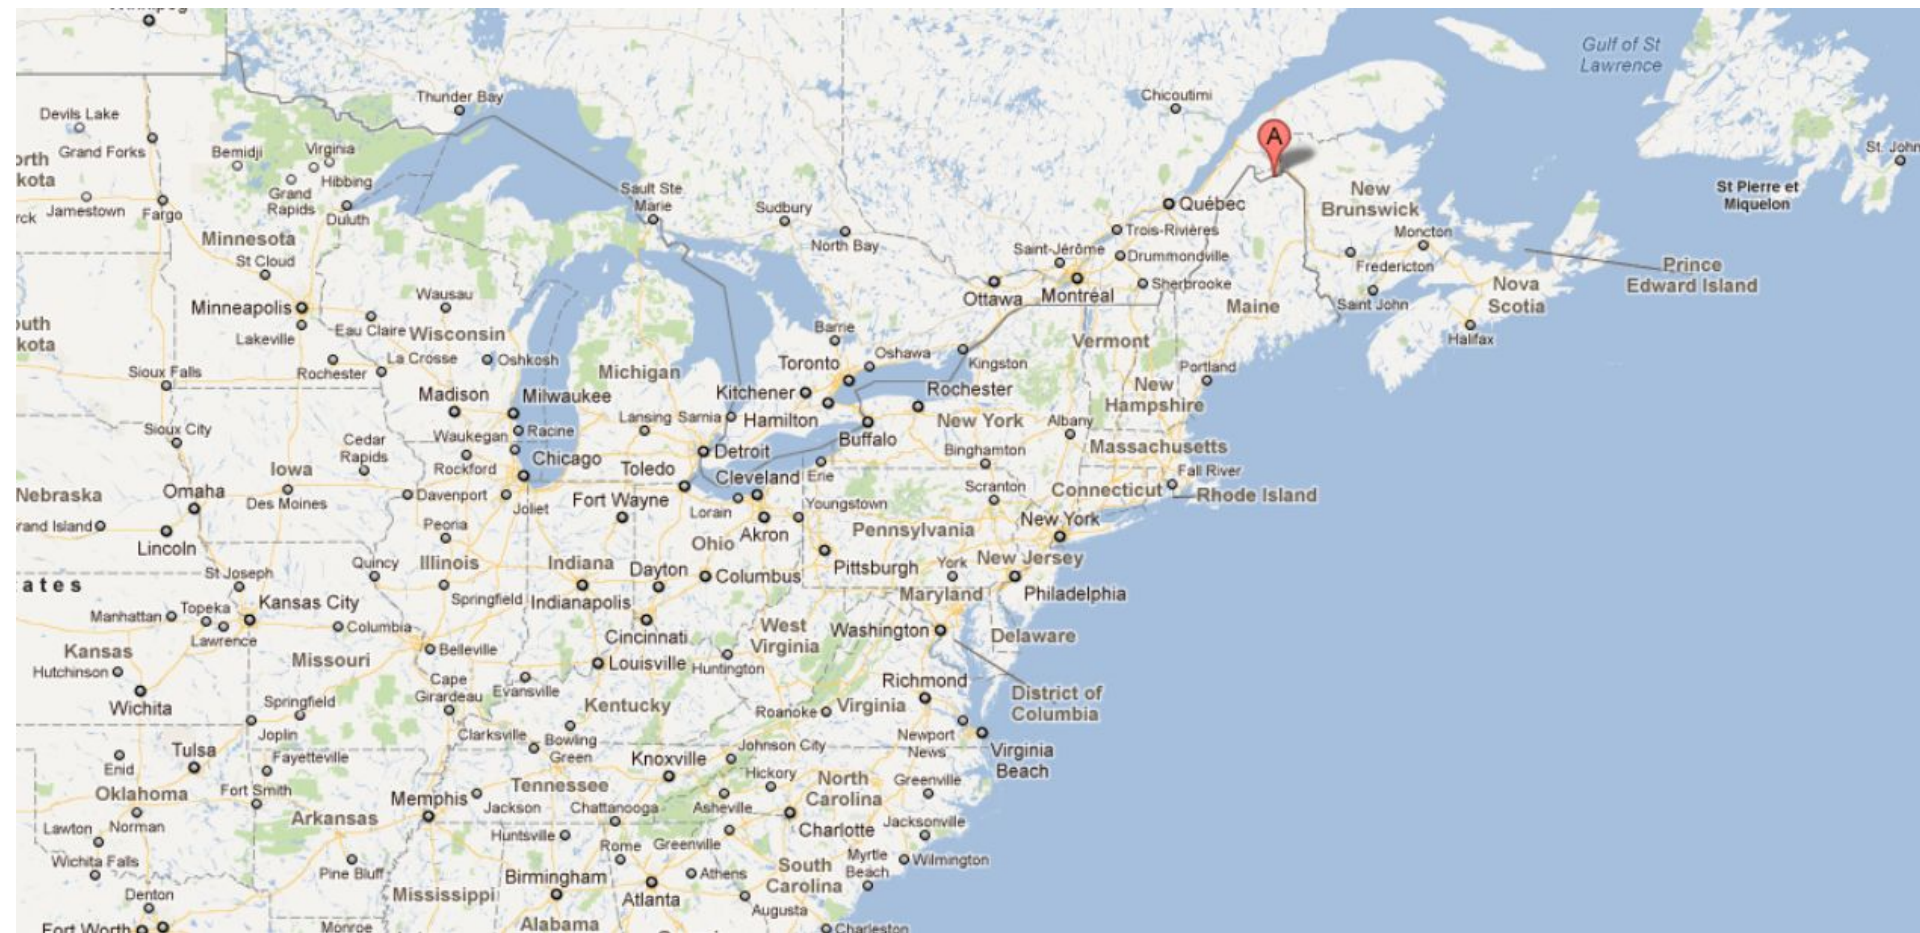 Winnipeg
Gulf of St
Lawrence
Thunder Bay
Chicoutimi
Devils Lake
A
Grand Forks
Bemidji
Virginia
St. John
orth
kota
Hibbing
Grand
Rapids
Sault Ste
Marie
New
Brunswick
St Pierre et
Miquelon
rck
Jamestown
Fargo
Duluth
Sudbury
Québec
Minnesota
North Bay
Trois-Rivières
Moncton
St Cloud
Saint-Jérôme
Drummondville
Fredericton
Prince
Edward Island
Wausau
Ottawa
Montréal
Sherbrooke
Nova
Scotia
Minneapolis
Maine
Saint John
outh
kota
Lakeville
Eau Claire
Wisconsin
Barrie
Vermont
Halifax
La Crosse
Oshkosh
Oshawa
Sioux Falls
Rochester
Michigan
Toronto
Kingston
Portland
Madison
Milwaukee
Kitchener
Rochester
New
Hampshire
Sioux City
Waukegan
Racine
Lansing
Sarnia
Hamilton
New York
Albany
Cedar
Rapids
Buffalo
Massachusetts
Iowa
Rockford
Chicago
Toledo
Detroit
Binghamton
Fall River
Nebraska
Omaha
Des Moines
Davenport
Joliet
Fort Wayne
Cleveland
Erie
Scranton
Connecticut
Rhode Island
rand Island
Peoria
Lorain
Youngstown
New York
Lincoln
Akron
Pennsylvania
Ohio
Illinois
Indiana
Dayton
Columbus
Pittsburgh
York
New Jersey
ates
St Joseph
Quincy
Springfield
Indianapolis
Maryland
Philadelphia
Manhattan
Topeka
Kansas City
Columbia
Cincinnati
West
Virginia
Washington
Delaware
Lawrence
Kansas
Missouri
Belleville
Louisville
Huntington
Hutchinson
Cape
Girardeau
Evansville
Richmond
District of
Columbia
Wichita
Springfield
Kentucky
Roanoke
Virginia
Joplin
Clarksville
Bowling
Green
Johnson City
Newport
News
Virginia
Beach
Tulsa
Fayetteville
Knoxville
Enid
Hickory
North
Carolina
Greenville
Oklahoma
Fort Smith
Memphis
Tennessee
Jackson
Chattanooga
Asheville
Arkansas
Lawton
Norman
Huntsville
Charlotte
Jacksonville
Rome
Greenville
Wichita Falls
Pine Bluff
Birmingham
Athens
South
Carolina
Myrtle
Beach
Wilmington
Denton
Mississippi
Atlanta
Augusta
Fort Worth
Monroe
Alabama
Charleston